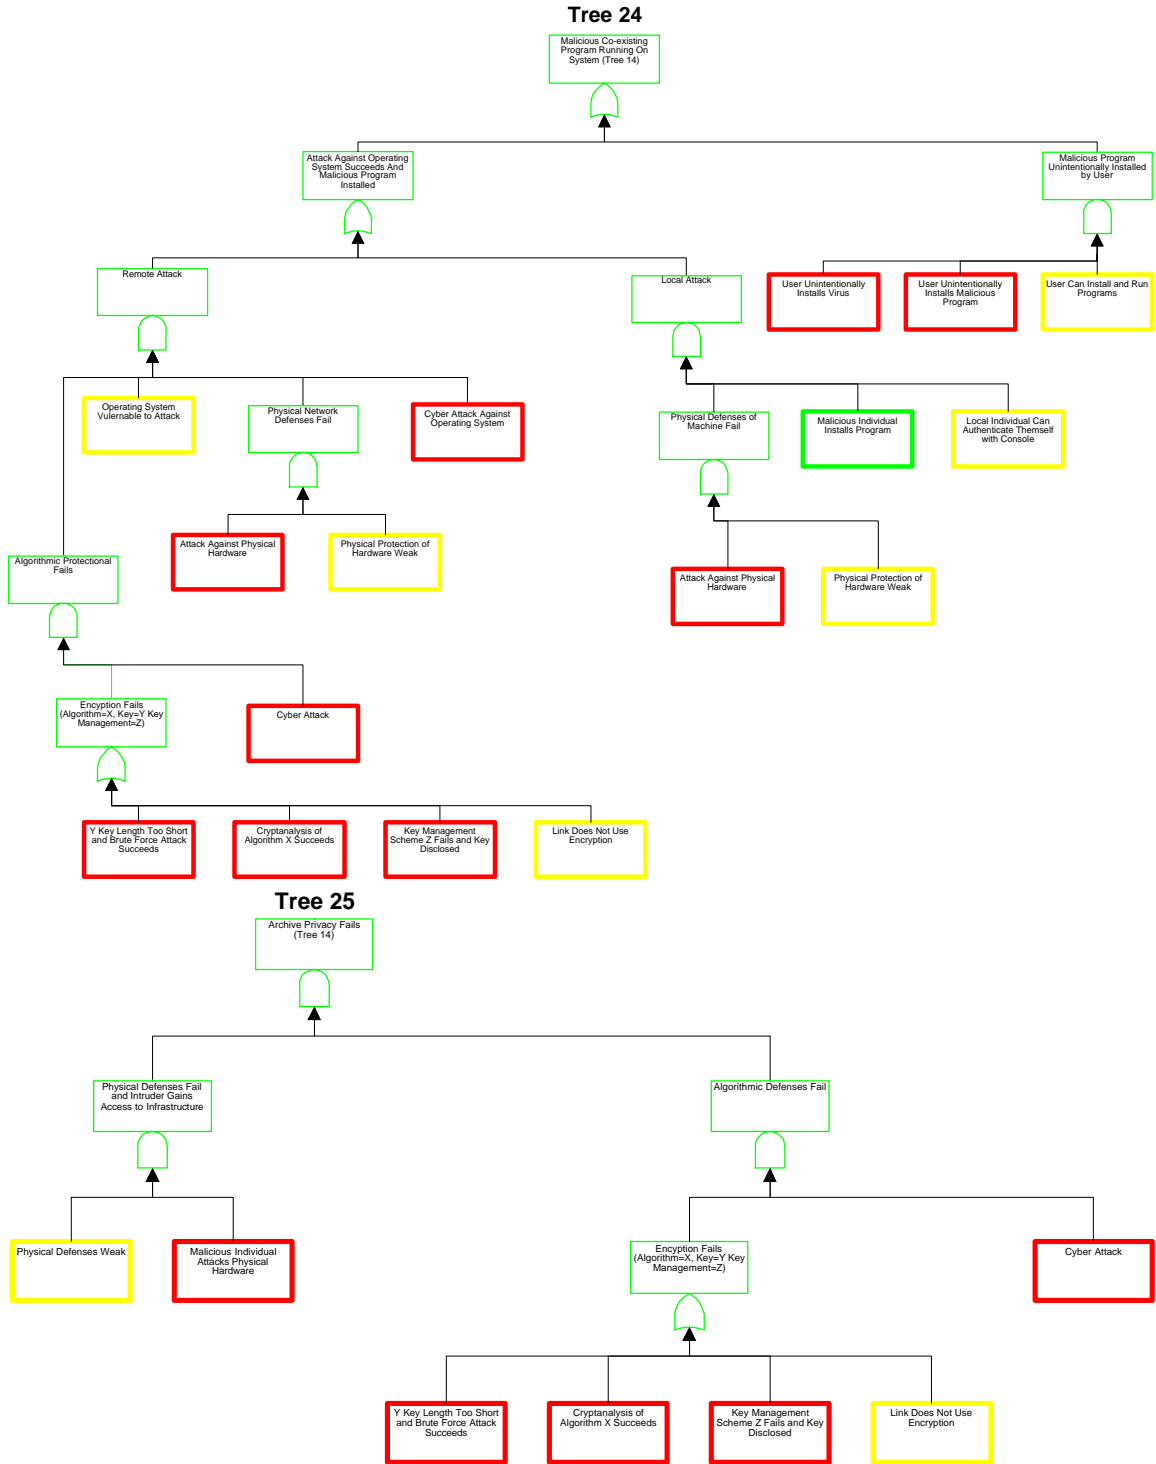 Tree 24
Malicious Co-existing
Program Running On
System (Tree 14)
Attack Against Operating
System Succeeds And
Malicious Program
Installed
Malicious Program
Unintentionally Installed
by User
Remote Attack
Local Attack
User Unintentionally
Installs Virus
User Unintentionally
Installs Malicious
Program
User Can Install and Run
Programs
Operating System
Vulernable to Attack
Physical Network
Defenses Fail
Cyber Attack Against
Operating System
Physical Defenses of
Machine Fail
Malicious Individual
Installs Program
Local Individual Can
Authenticate Themself
with Console
Attack Against Physical
Hardware
Physical Protection of
Hardware Weak
Algorithmic Protectional
Fails
Attack Against Physical
Hardware
Physical Protection of
Hardware Weak
Encyption Fails
(Algorithm=X, Key=Y Key
Management=Z)
Cyber Attack
Y Key Length Too Short
and Brute Force Attack
Succeeds
Cryptanalysis of
Algorithm X Succeeds
Key Management
Scheme Z Fails and Key
Disclosed
Link Does Not Use
Encryption
Tree 25
Archive Privacy Fails
(Tree 14)
Physical Defenses Fail
and Intruder Gains
Access to Infrastructure
Algorithmic Defenses Fail
Physical Defenses Weak
Malicious Individual
Attacks Physical
Hardware
Encyption Fails
(Algorithm=X, Key=Y Key
Management=Z)
Cyber Attack
Y Key Length Too Short
and Brute Force Attack
Succeeds
Cryptanalysis of
Algorithm X Succeeds
Key Management
Scheme Z Fails and Key
Disclosed
Link Does Not Use
Encryption